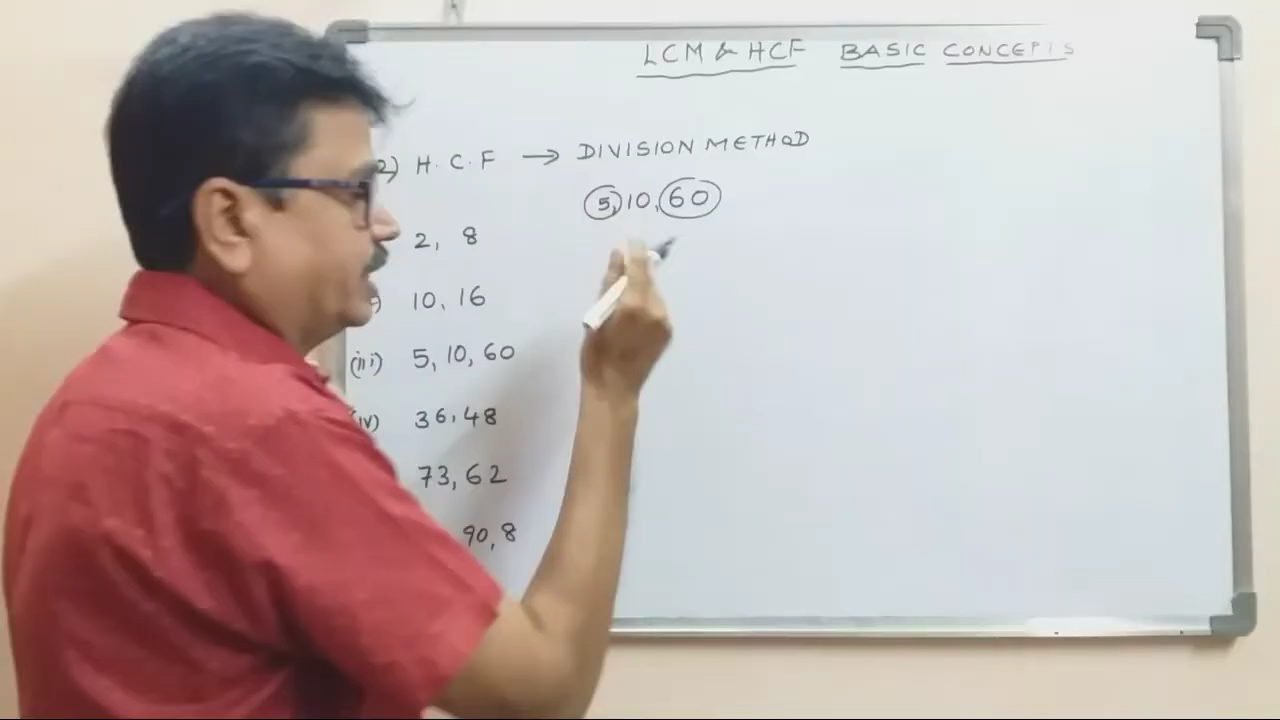 LCM & HCF BASIC CONCEPTS
2) H.C.F → DIVISION METHOD
5, 10, 60
2, 8
10, 16
(iii) 5, 10, 60
(iv) 36, 48
73, 62
90, 8